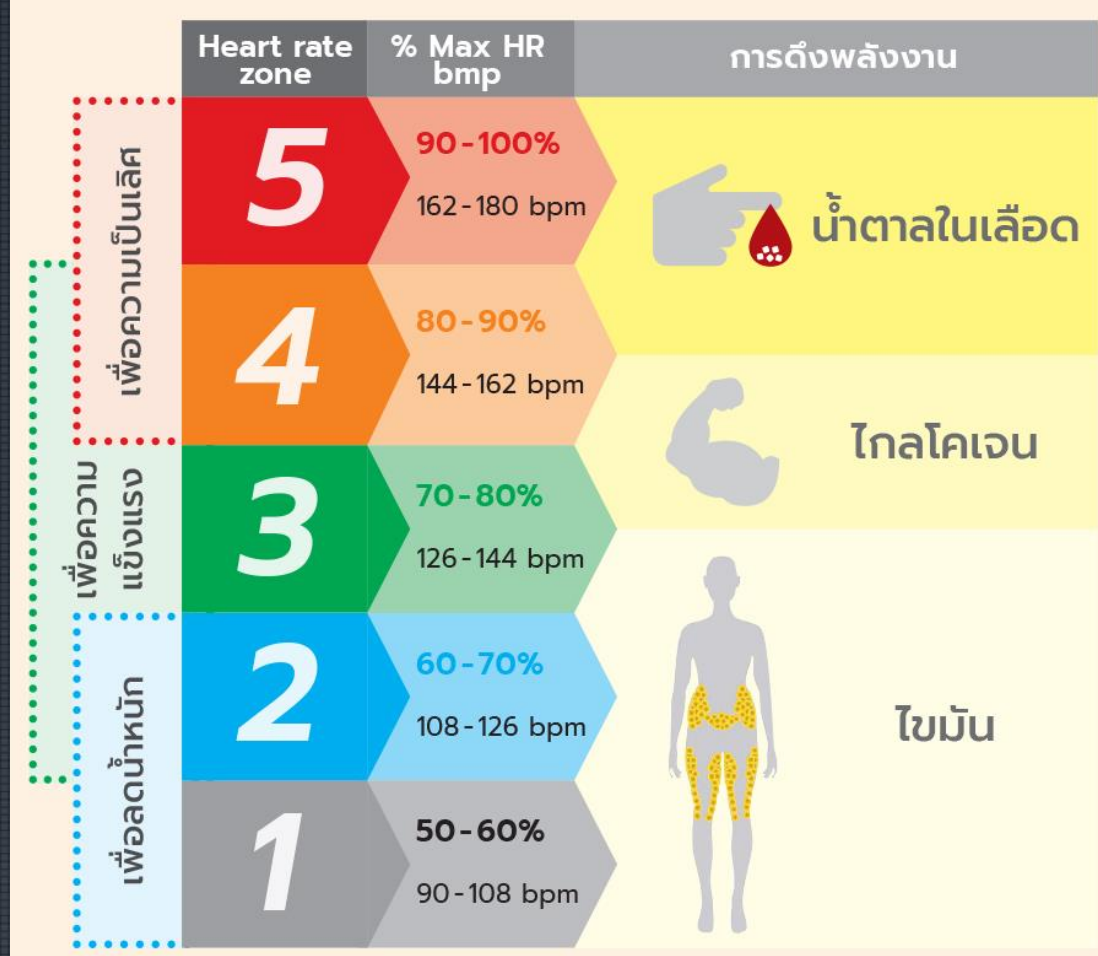 Heart rate
zone
% Max HR
bmp
การดึงพลังงาน
เพื่อความเป็นเลิศ
5
90-100%
162-180 bpm
น้ำตาลในเลือด
4
80-90%
144-162 bpm
ไกลโคเจน
เพื่อความ
แข็งแรง
3
70-80%
126-144 bpm
เพื่อลดน้ำหนัก
2
60-70%
108-126 bpm
ไขมัน
1
50-60%
90-108 bpm